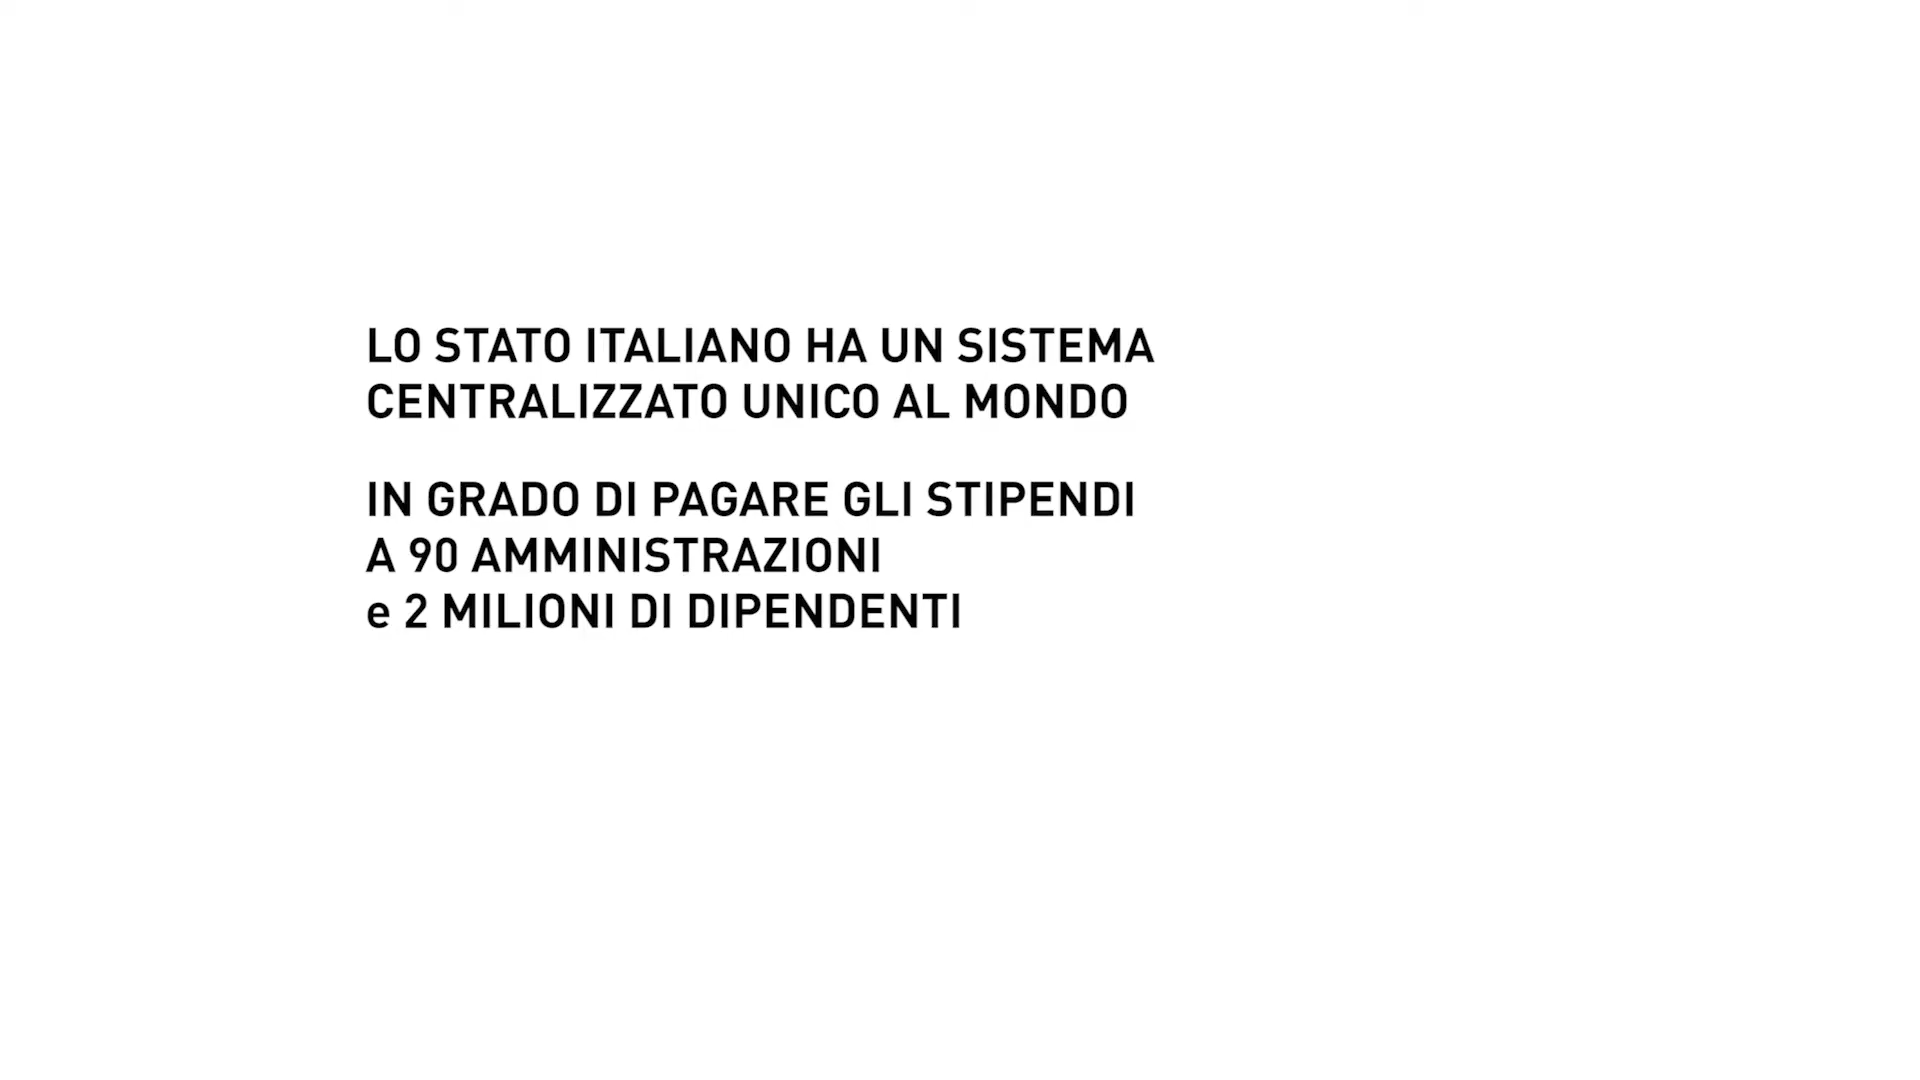 LO STATO ITALIANO HA UN SISTEMA
CENTRALIZZATO UNICO AL MONDO
IN GRADO DI PAGARE GLI STIPENDI
A 90 AMMINISTRAZIONI
e 2 MILIONI DI DIPENDENTI